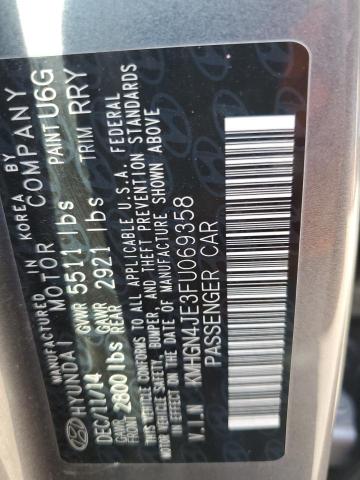 MANUFACTURED IN KOREA BY
HYUNDAI MOTOR COMPANY
DEC/11/14 GVWR 5511 lbs PAINT U6G
GAWR FRONT 2800 lbs GAWR REAR 2921 lbs TRIM RRY
THIS VEHICLE CONFORMS TO ALL APPLICABLE U.S.A. FEDERAL
MOTOR VEHICLE SAFETY, BUMPER, AND THEFT PREVENTION STANDARDS
IN EFFECT ON THE DATE OF MANUFACTURE SHOWN ABOVE
V.I.N KMHGN4JE3FU069358
PASSENGER CAR